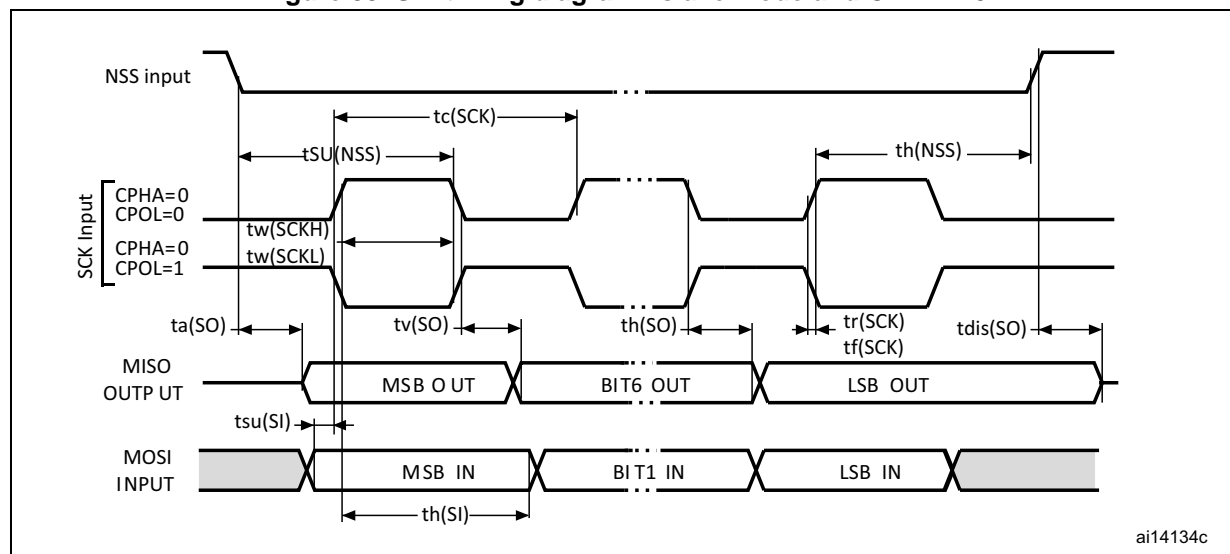 NSS input
tc(SCK)
tSU(NSS)
th(NSS)
SCK Input
CPHA=0
CPOL=0
tw(SCKH)
CPHA=0
tw(SCKL)
CPOL=1
ta(SO)
tv(SO)
th(SO)
tr(SCK)
tf(SCK)
tdis(SO)
MISO
OUTP UT
MSB O UT
BIT6 OUT
LSB OUT
tsu(SI)
MOSI
INPUT
MSB IN
BIT1 IN
LSB IN
th(SI)
ai14134c